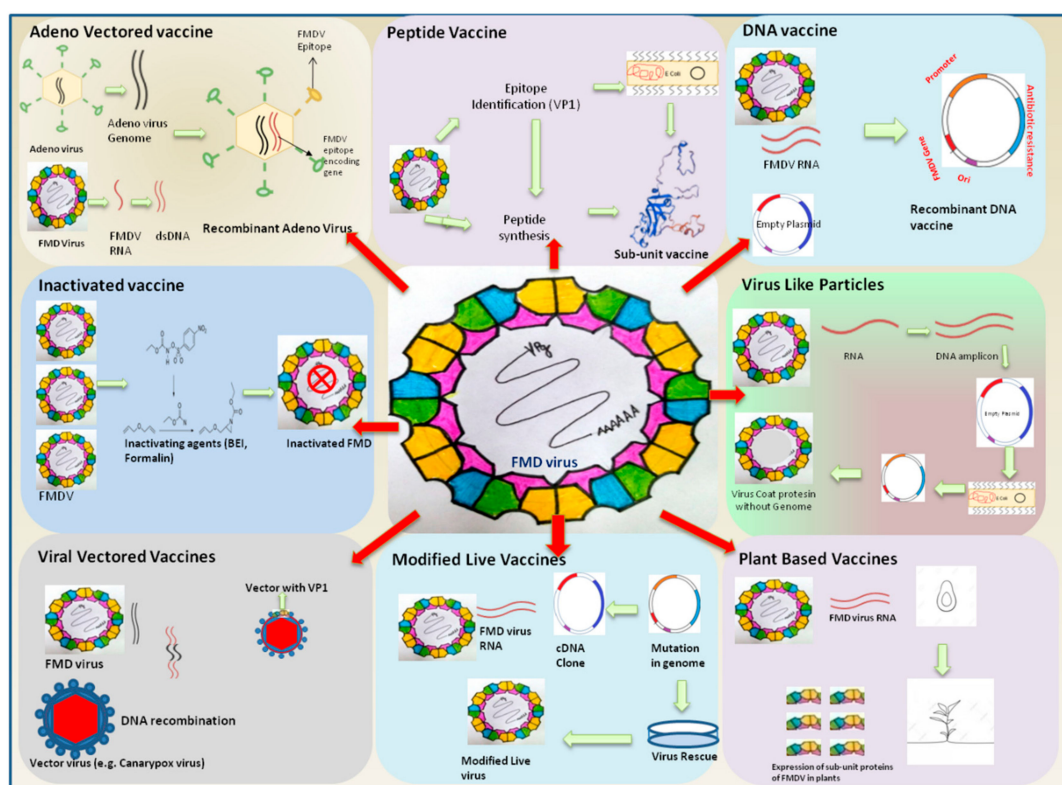 Adeno Vectored vaccine
FMDV
Epitope
Adeno virus
Genome
Adeno virus
FMDV
epitope
encoding
gene
FMD Virus
FMDV
RNA
dsDNA
Recombinant Adeno Virus
Peptide Vaccine
Epitope
Identification (VP1)
E-Coli
Peptide
synthesis
Sub-unit vaccine
DNA vaccine
Promoter
Antibiotic resistance
FMDV Gene
Ori
FMDV RNA
Empty Plasmid
Recombinant DNA
vaccine
Inactivated vaccine
Inactivating agents (BEI,
Formalin)
FMDV
Inactivated FMD
VPg
AAAAAA
FMD virus
Virus Like Particles
RNA
DNA amplicon
Empty Plasmid
E-Coli
Virus Coat protesin
without Genome
Viral Vectored Vaccines
Vector with VP1
FMD virus
DNA recombination
Vector virus (e.g. Canarypox virus)
Modified Live Vaccines
FMD virus
RNA
cDNA
Clone
Mutation
in genome
Modified Live
virus
Virus Rescue
Plant Based Vaccines
FMD virus RNA
Expression of sub-unit proteins
of FMDV in plants